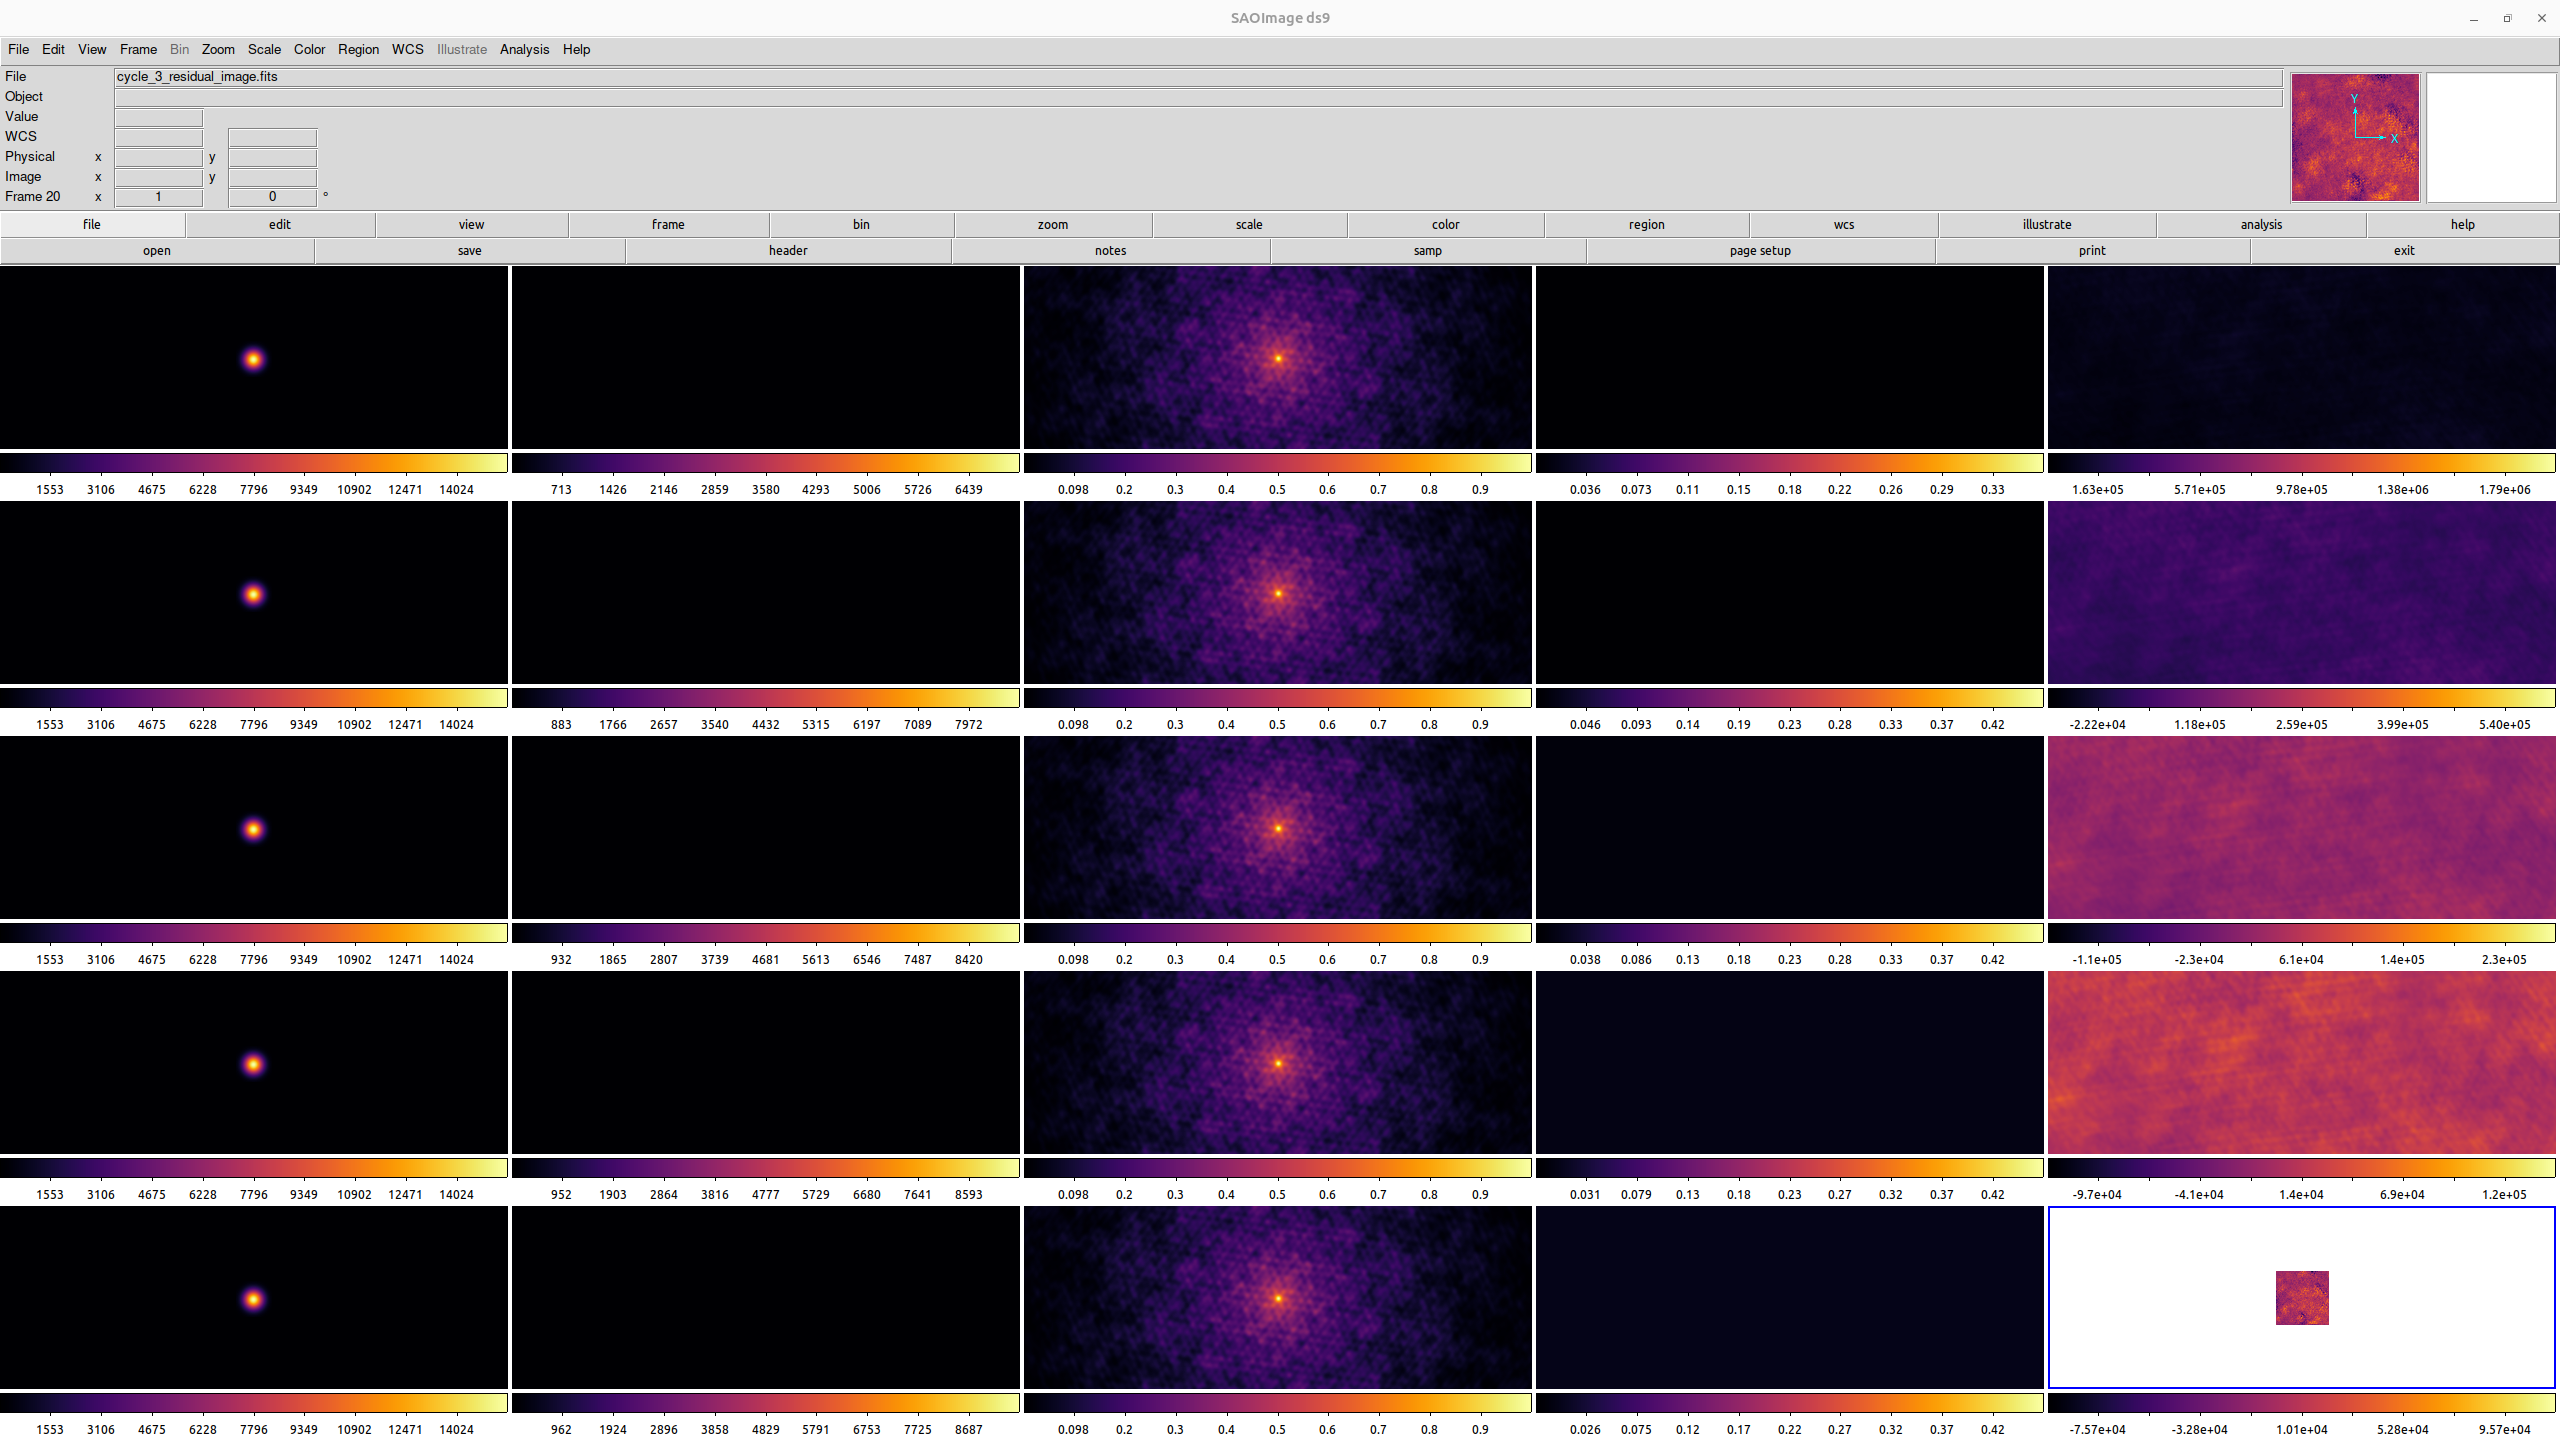 SAOImage ds9
File Edit View Frame Bin Zoom Scale Color Region WCS Illustrate Analysis Help
File cycle_3_residual_image.fits
Object
Value
WCS
Physical x y
Image x y
Frame 20 x 1 0 °
Y
X
file edit view frame bin zoom scale color region wcs illustrate analysis help
open save header notes samp page setup print exit
1553 3106 4675 6228 7796 9349 10902 12471 14024 713 1426 2146 2859 3580 4293 5006 5726 6439 0.098 0.2 0.3 0.4 0.5 0.6 0.7 0.8 0.9 0.036 0.073 0.11 0.15 0.18 0.22 0.26 0.29 0.33 1.63e+05 5.71e+05 9.78e+05 1.38e+06 1.79e+06
1553 3106 4675 6228 7796 9349 10902 12471 14024 883 1766 2657 3540 4432 5315 6197 7089 7972 0.098 0.2 0.3 0.4 0.5 0.6 0.7 0.8 0.9 0.046 0.093 0.14 0.19 0.23 0.28 0.33 0.37 0.42 -2.22e+04 1.18e+05 2.59e+05 3.99e+05 5.40e+05
1553 3106 4675 6228 7796 9349 10902 12471 14024 932 1865 2807 3739 4681 5613 6546 7487 8420 0.098 0.2 0.3 0.4 0.5 0.6 0.7 0.8 0.9 0.038 0.086 0.13 0.18 0.23 0.28 0.33 0.37 0.42 -1.1e+05 -2.3e+04 6.1e+04 1.4e+05 2.3e+05
1553 3106 4675 6228 7796 9349 10902 12471 14024 952 1903 2864 3816 4777 5729 6680 7641 8593 0.098 0.2 0.3 0.4 0.5 0.6 0.7 0.8 0.9 0.031 0.079 0.13 0.18 0.23 0.27 0.32 0.37 0.42 -9.7e+04 -4.1e+04 1.4e+04 6.9e+04 1.2e+05
1553 3106 4675 6228 7796 9349 10902 12471 14024 962 1924 2896 3858 4829 5791 6753 7725 8687 0.098 0.2 0.3 0.4 0.5 0.6 0.7 0.8 0.9 0.026 0.075 0.12 0.17 0.22 0.27 0.32 0.37 0.42 -7.57e+04 -3.28e+04 1.01e+04 5.28e+04 9.57e+04